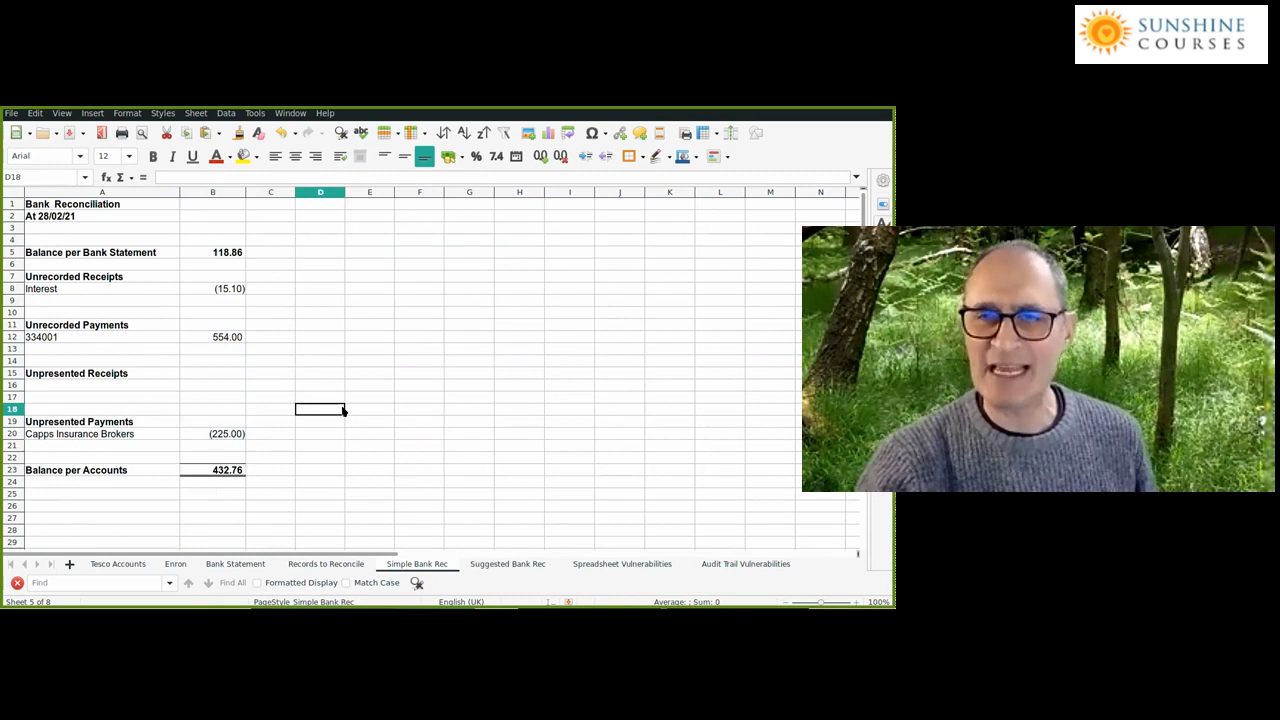 SUNSHINE
COURSES
File Edit View Insert Format Styles Sheet Data Tools Window Help
Arial 12
D18
A B C D E F G H I J K L M N
1 Bank Reconciliation
2 At 28/02/21
3
4
5 Balance per Bank Statement 118.86
6
7 Unrecorded Receipts
8 Interest (15.10)
9
10
11 Unrecorded Payments
12 334001 554.00
13
14
15 Unpresented Receipts
16
17
18
19 Unpresented Payments
20 Capps Insurance Brokers (225.00)
21
22
23 Balance per Accounts 432.76
24
25
26
27
28
29
Tesco Accounts Enron Bank Statement Records to Reconcile Simple Bank Rec Suggested Bank Rec Spreadsheet Vulnerabilities Audit Trail Vulnerabilities
Find Find All Formatted Display Match Case
Sheet 5 of 8 PageStyle Simple Bank Rec English (UK) Average: ; Sum: 0 100%